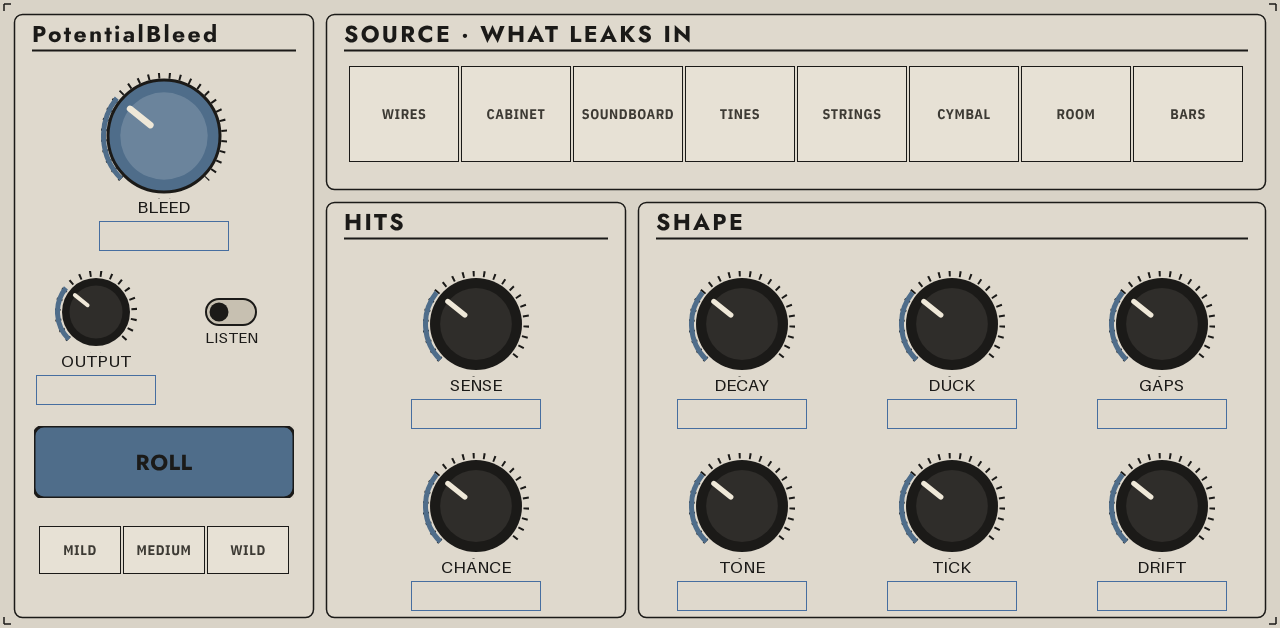 PotentialBleed
BLEED
OUTPUT
LISTEN
ROLL
MILD MEDIUM WILD
SOURCE · WHAT LEAKS IN
WIRES CABINET SOUNDBOARD TINES STRINGS CYMBAL ROOM BARS
HITS
SENSE
CHANCE
SHAPE
DECAY DUCK GAPS
TONE TICK DRIFT